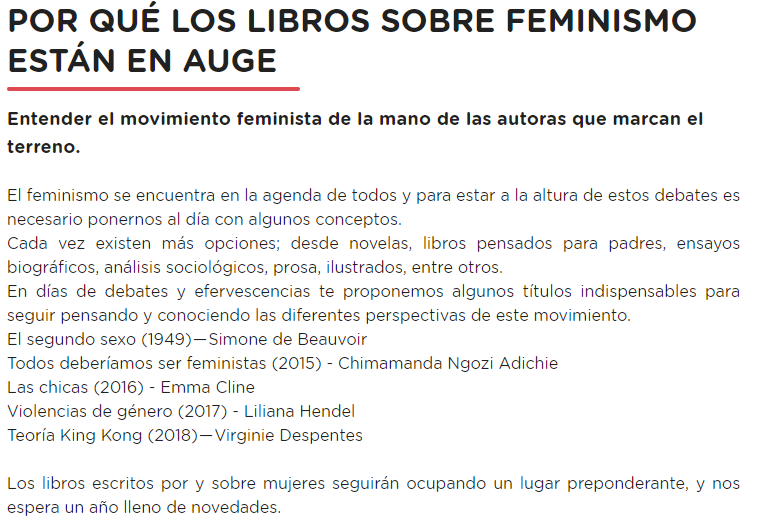 POR QUÉ LOS LIBROS SOBRE FEMINISMO
ESTÁN EN AUGE
Entender el movimiento feminista de la mano de las autoras que marcan el
terreno.
El feminismo se encuentra en la agenda de todos y para estar a la altura de estos debates es
necesario ponernos al día con algunos conceptos.
Cada vez existen más opciones; desde novelas, libros pensados para padres, ensayos
biográficos, análisis sociológicos, prosa, ilustrados, entre otros.
En días de debates y efervescencias te proponemos algunos títulos indispensables para
seguir pensando y conociendo las diferentes perspectivas de este movimiento.
El segundo sexo (1949)—Simone de Beauvoir
Todos deberíamos ser feministas (2015) - Chimamanda Ngozi Adichie
Las chicas (2016) - Emma Cline
Violencias de género (2017) - Liliana Hendel
Teoría King Kong (2018)—Virginie Despentes
Los libros escritos por y sobre mujeres seguirán ocupando un lugar preponderante, y nos
espera un año lleno de novedades.